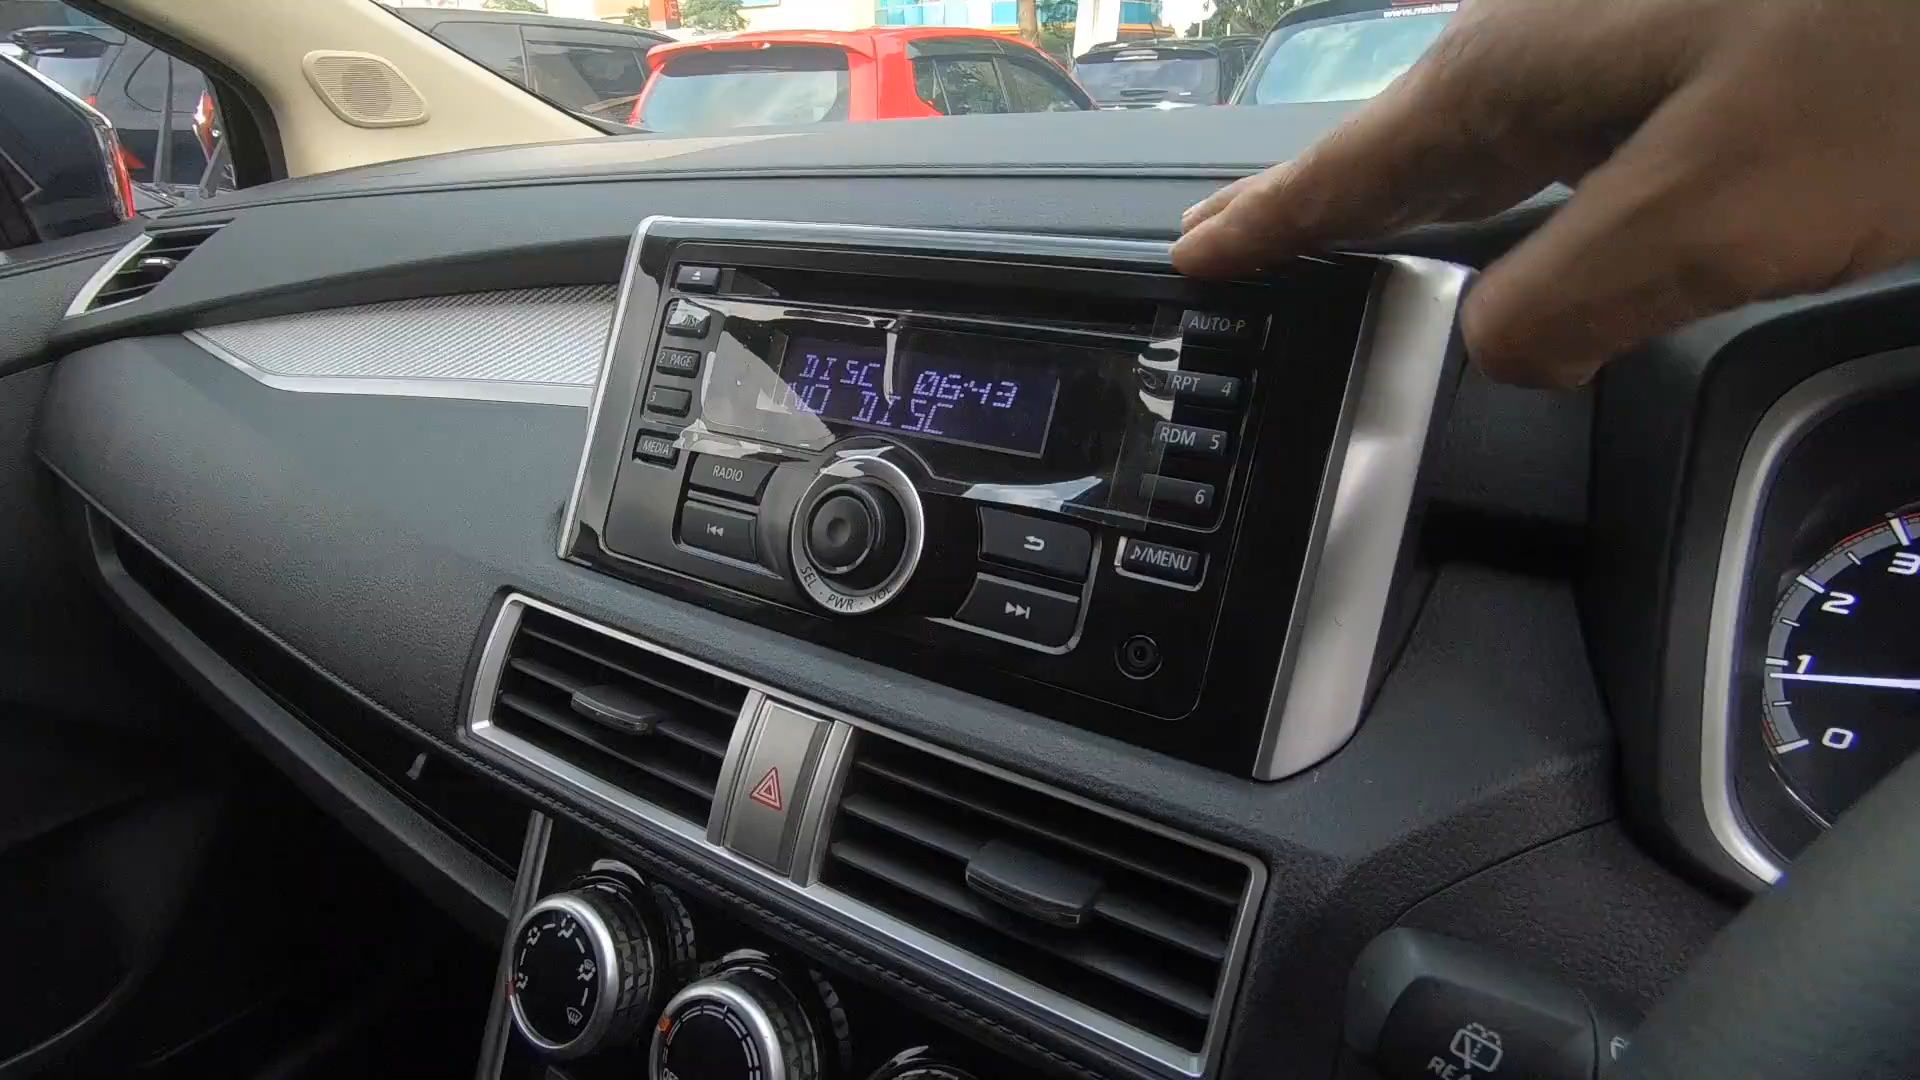 DISC 06:43
NO DISC
2 PAGE
3
MEDIA
RADIO
AUTO-P
RPT 4
RDM 5
6
♪/MENU
SEL · PWR · VOL
3
2
1
0